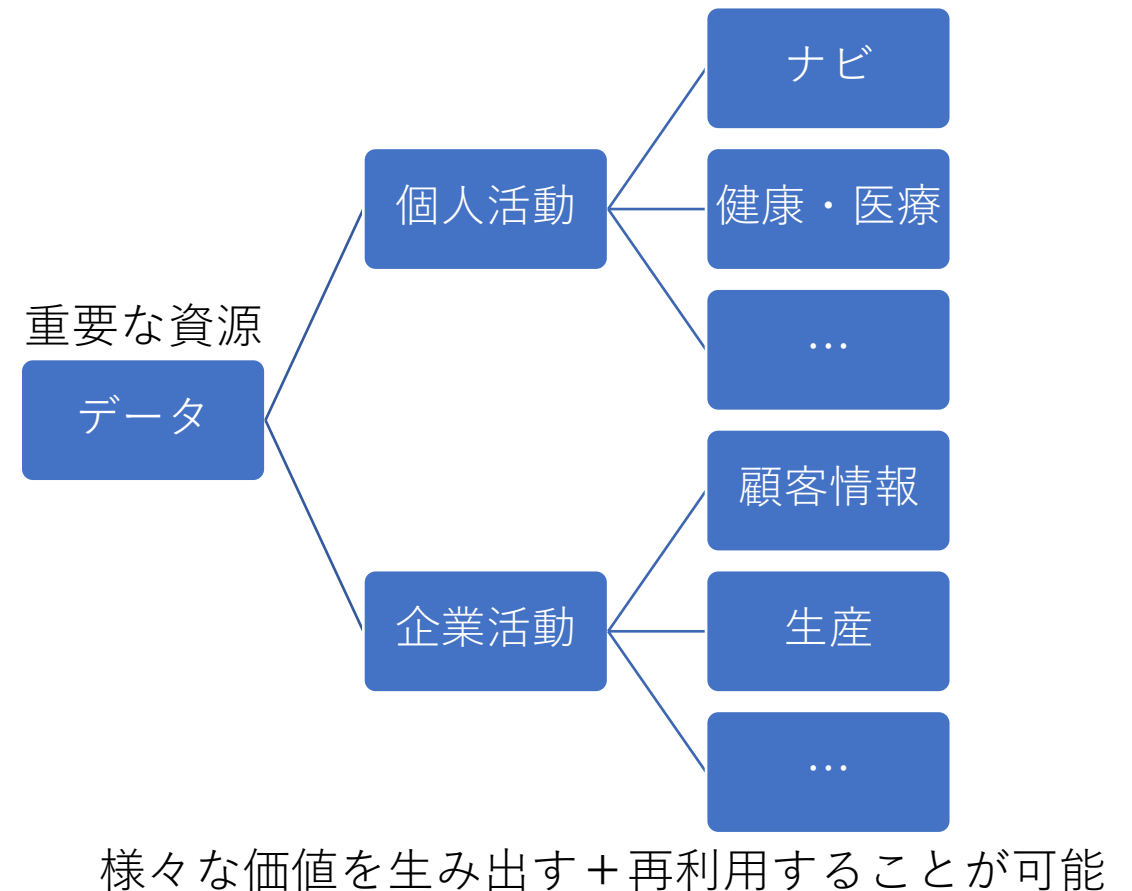 ナビ
個人活動
健康・医療
…
重要な資源
データ
顧客情報
企業活動
生産
…
様々な価値を生み出す＋再利用することが可能